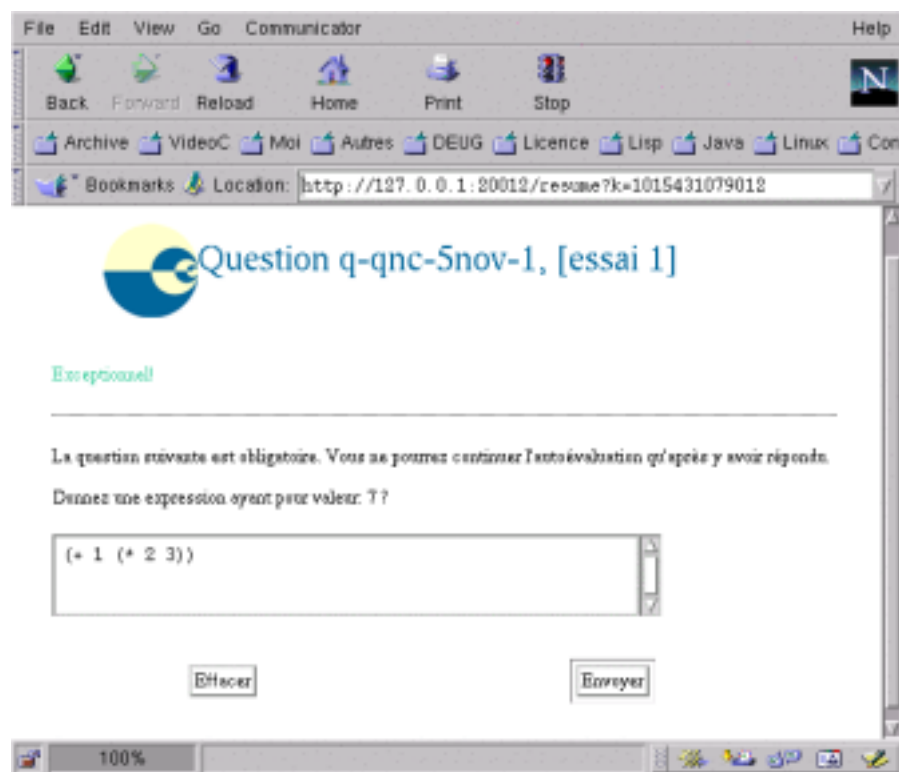 File Edit View Go Communicator Help
Back Forward Reload Home Print Stop
N
Archive VideoC Moi Autres DEUG Licence Lisp Java Linux Con
Bookmarks Location: http://127.0.0.1:20012/resume?k=1015431079012
Question q-qnc-5nov-1, [essai 1]
Exceptionnel!
La question suivante est obligatoire. Vous ne pourrez continuer l'autoévaluation qu'après y avoir répondu.
Donnez une expression ayant pour valeur: 7 ?
(+ 1 (* 2 3))
Effacer Envoyer
100%